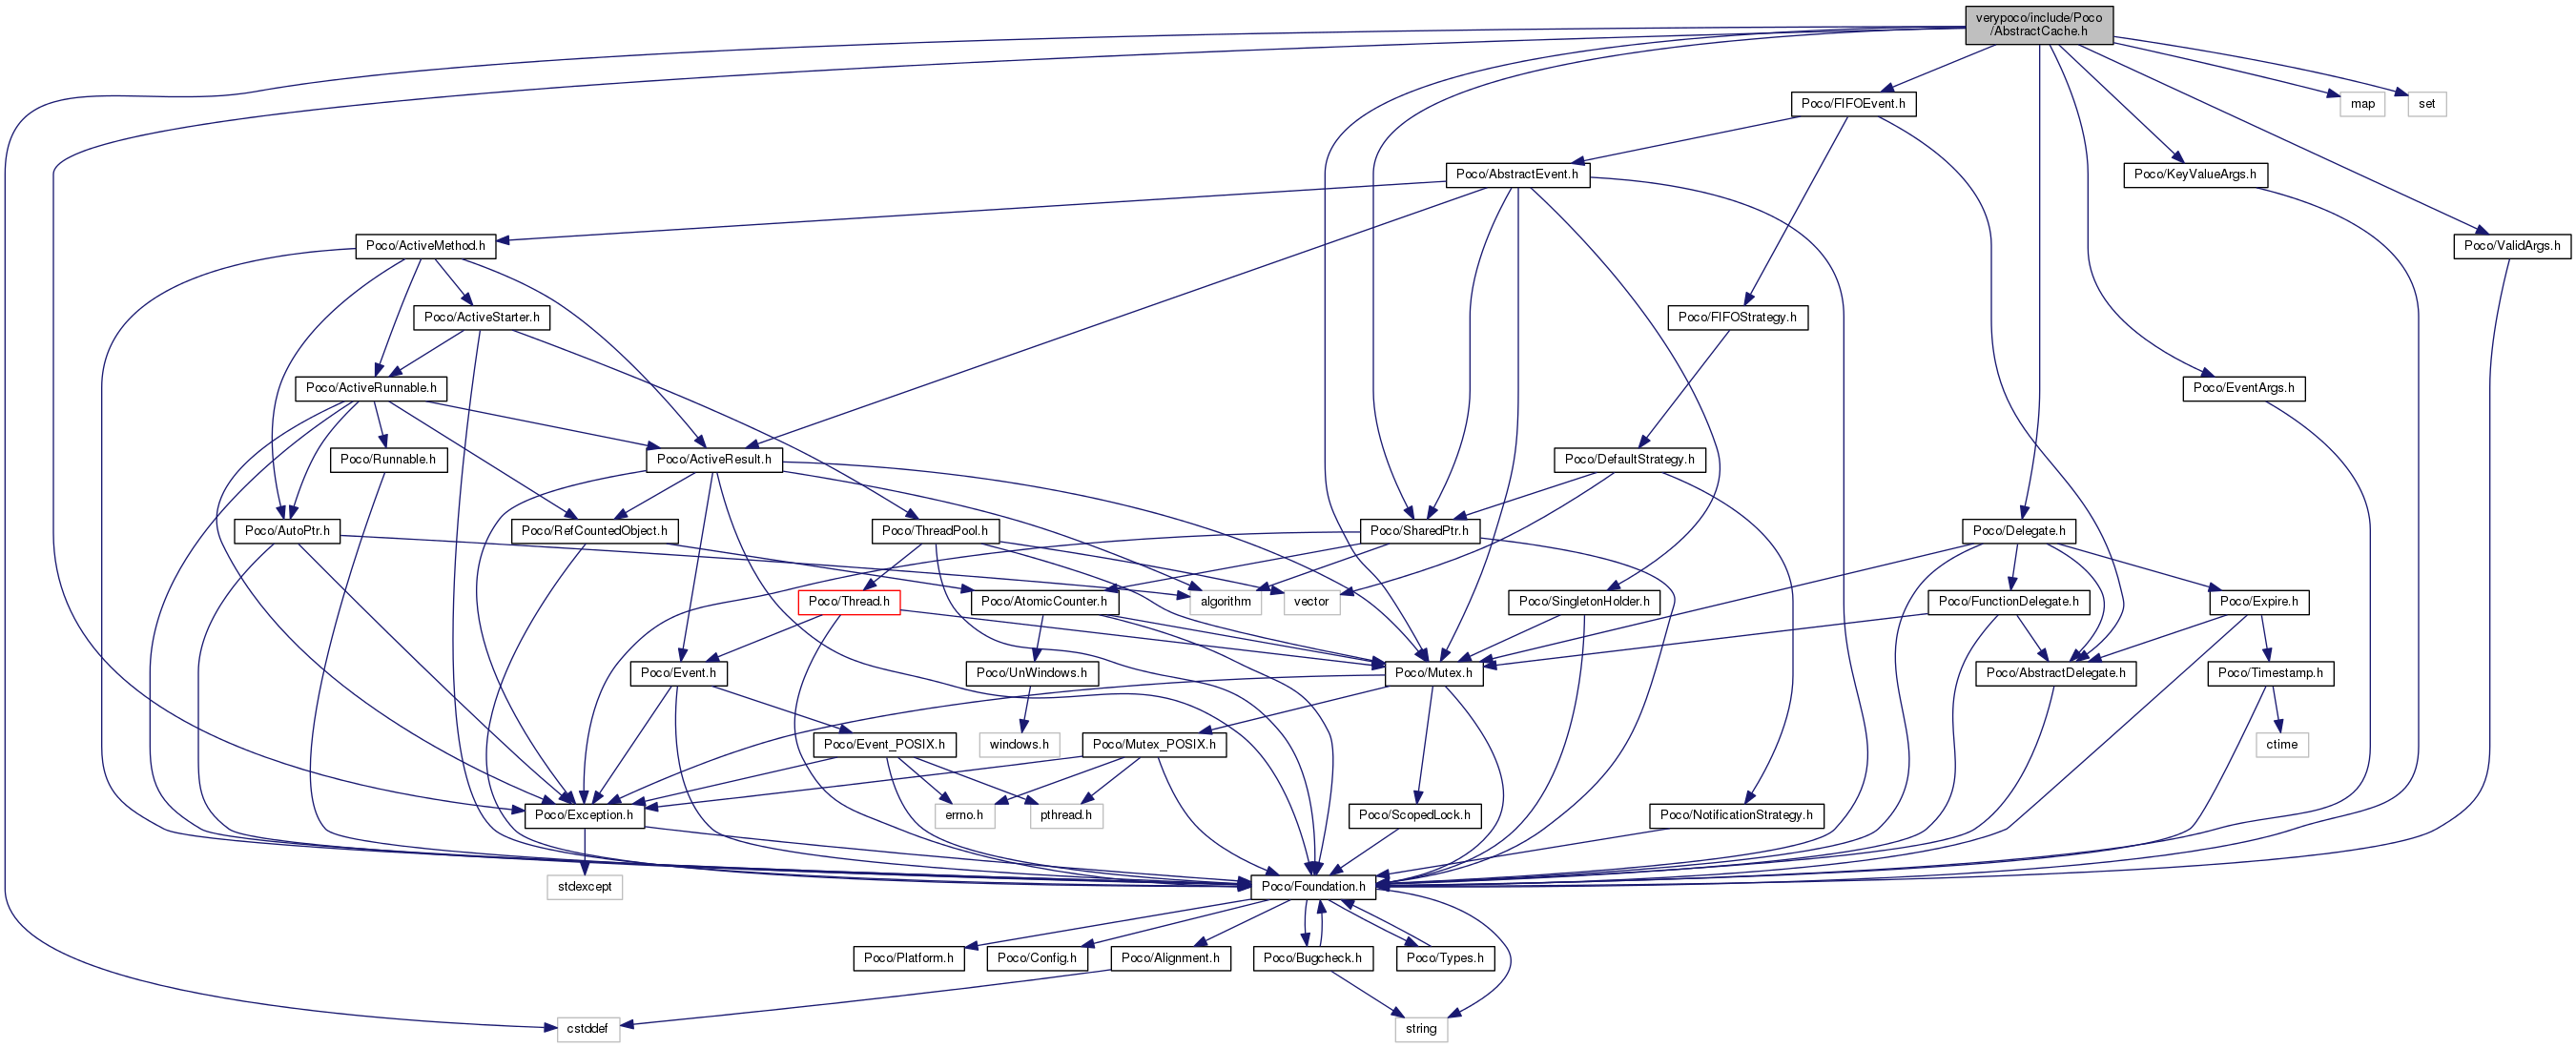 verypoco/include/Poco
/AbstractCache.h
Poco/FIFOEvent.h
map
set
Poco/AbstractEvent.h
Poco/KeyValueArgs.h
Poco/ActiveMethod.h
Poco/ValidArgs.h
Poco/ActiveStarter.h
Poco/FIFOStrategy.h
Poco/ActiveRunnable.h
Poco/EventArgs.h
Poco/Runnable.h
Poco/ActiveResult.h
Poco/DefaultStrategy.h
Poco/AutoPtr.h
Poco/RefCountedObject.h
Poco/ThreadPool.h
Poco/SharedPtr.h
Poco/Delegate.h
Poco/Thread.h
Poco/AtomicCounter.h
algorithm
vector
Poco/SingletonHolder.h
Poco/FunctionDelegate.h
Poco/Expire.h
Poco/Event.h
Poco/UnWindows.h
Poco/Mutex.h
Poco/AbstractDelegate.h
Poco/Timestamp.h
Poco/Event_POSIX.h
windows.h
Poco/Mutex_POSIX.h
ctime
Poco/Exception.h
errno.h
pthread.h
Poco/ScopedLock.h
Poco/NotificationStrategy.h
stdexcept
Poco/Foundation.h
Poco/Platform.h
Poco/Config.h
Poco/Alignment.h
Poco/Bugcheck.h
Poco/Types.h
cstddef
string